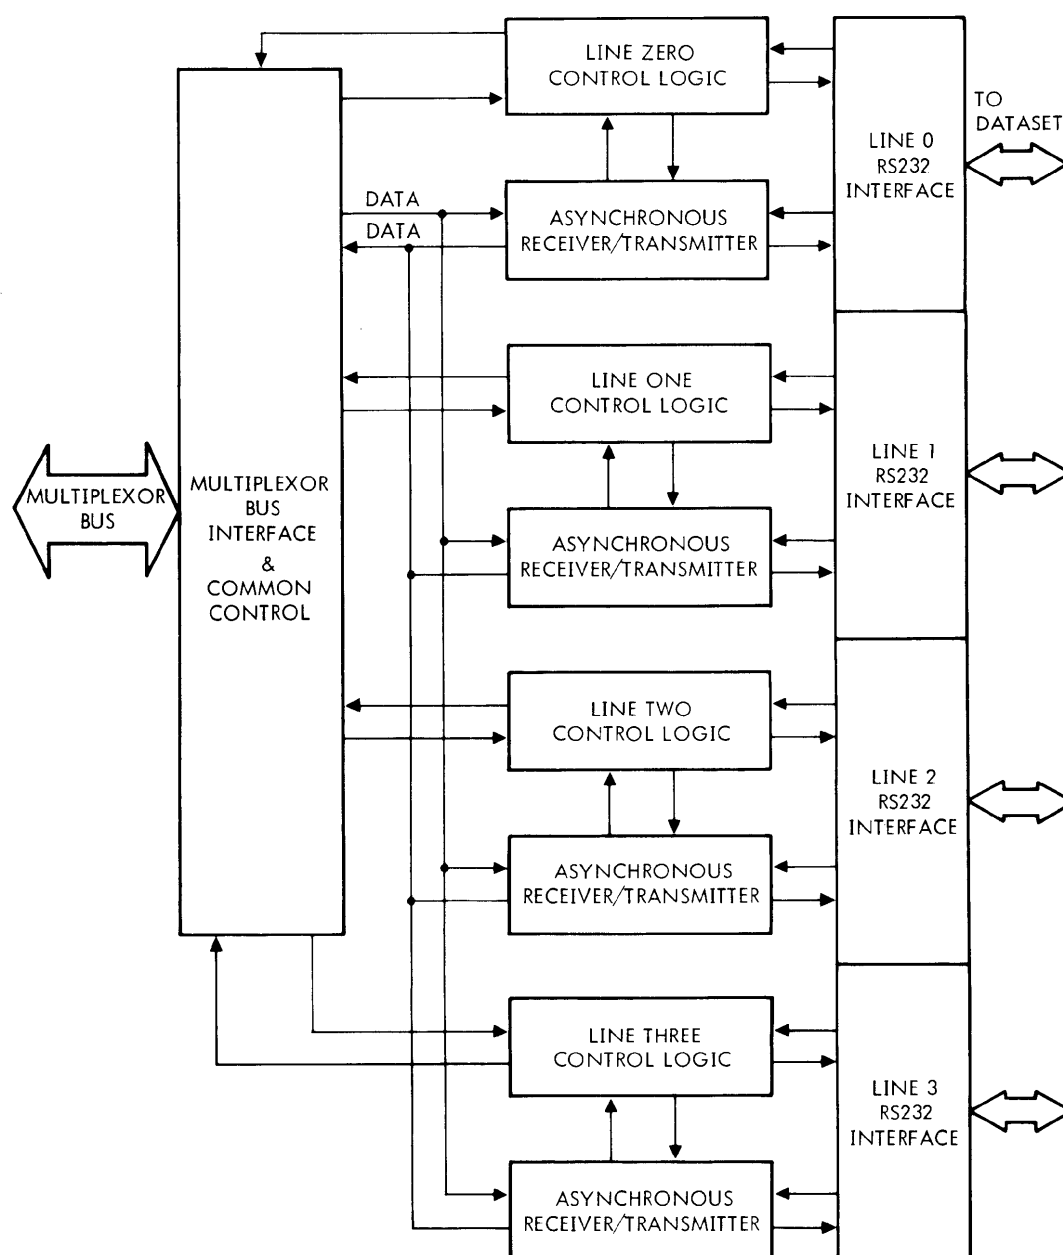 LINE ZERO
CONTROL LOGIC
TO
DATASET
LINE 0
RS232
INTERFACE
DATA
DATA
ASYNCHRONOUS
RECEIVER/TRANSMITTER
LINE ONE
CONTROL LOGIC
LINE 1
RS232
INTERFACE
MULTIPLEXOR
BUS
MULTIPLEXOR
BUS
INTERFACE
&
COMMON
CONTROL
ASYNCHRONOUS
RECEIVER/TRANSMITTER
LINE TWO
CONTROL LOGIC
LINE 2
RS232
INTERFACE
ASYNCHRONOUS
RECEIVER/TRANSMITTER
LINE THREE
CONTROL LOGIC
LINE 3
RS232
INTERFACE
ASYNCHRONOUS
RECEIVER/TRANSMITTER